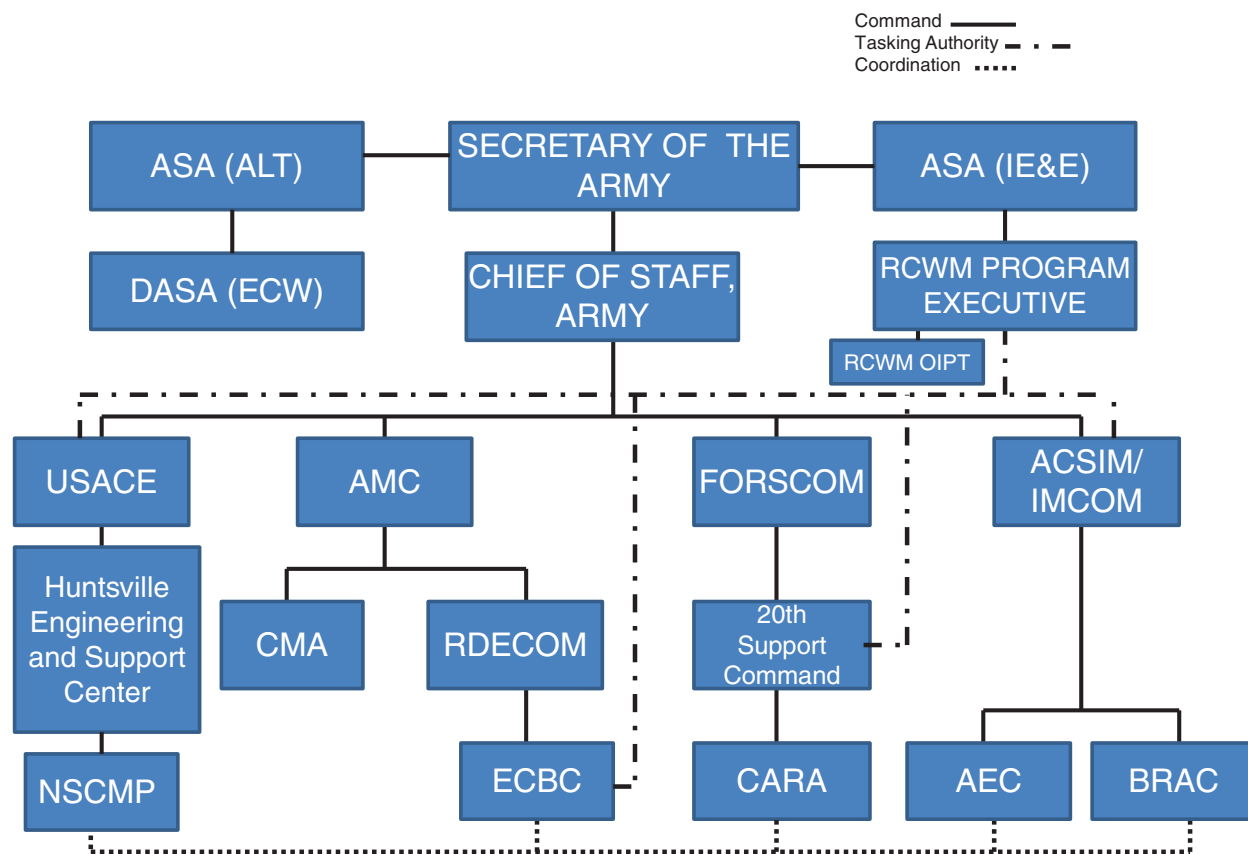 Command
Tasking Authority
Coordination
ASA (ALT)
SECRETARY OF THE
ARMY
ASA (IE&E)
DASA (ECW)
CHIEF OF STAFF,
ARMY
RCWM PROGRAM
EXECUTIVE
RCWM OIPT
USACE
AMC
FORSCOM
ACSIM/
IMCOM
Huntsville
Engineering
and Support
Center
CMA
RDECOM
20th
Support
Command
NSCMP
ECBC
CARA
AEC
BRAC